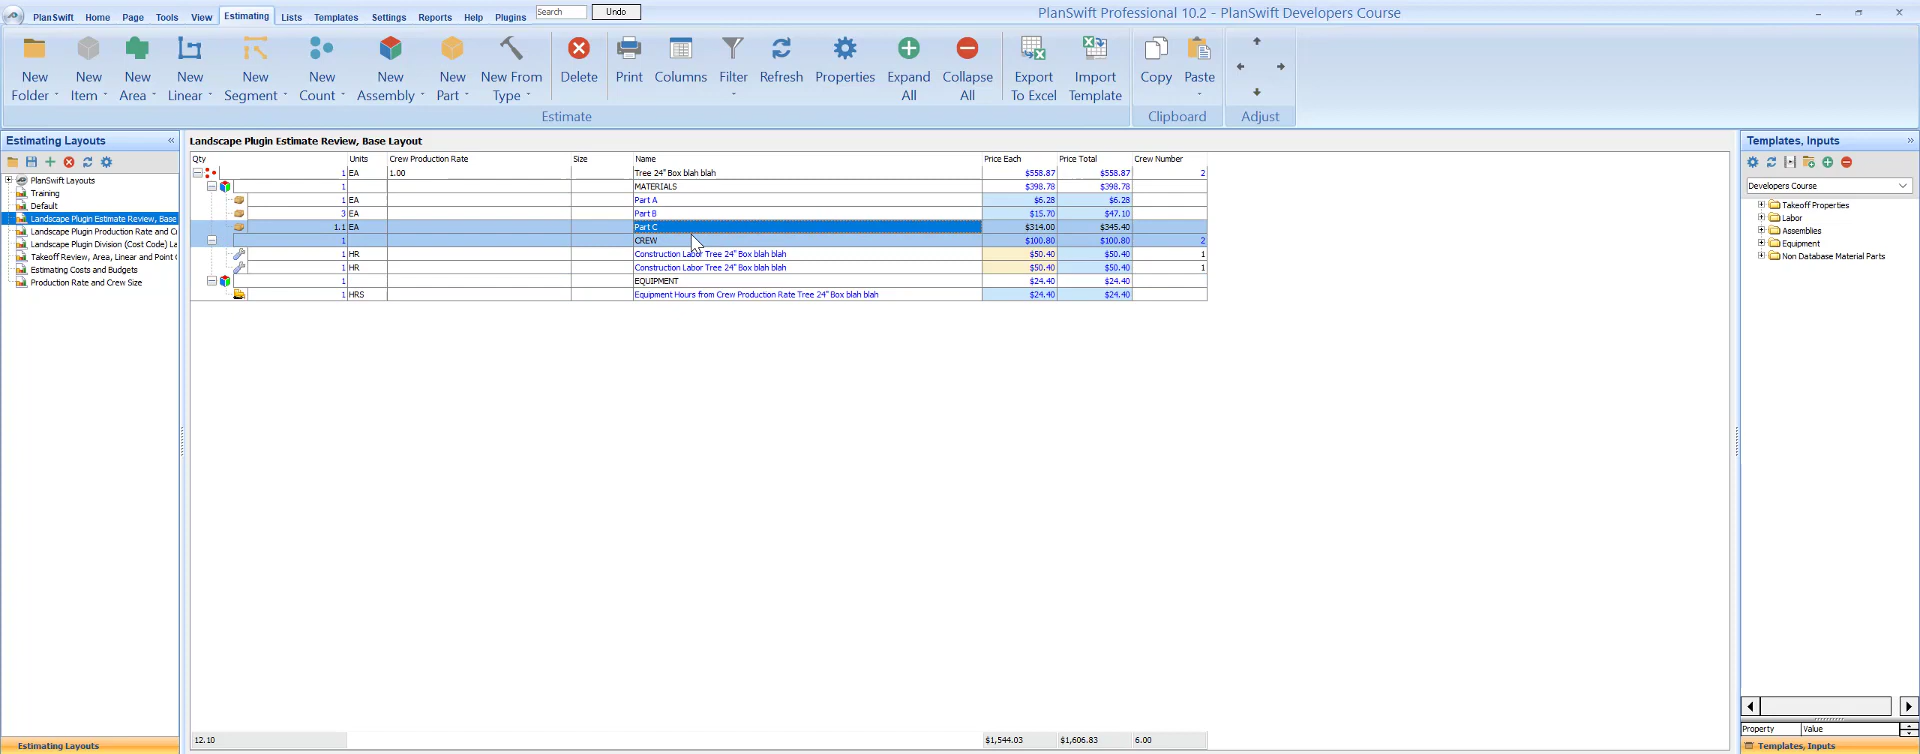 PlanSwift Home Page Tools View Estimating Lists Templates Settings Reports Help Plugins Search Undo PlanSwift Professional 10.2 - PlanSwift Developers Course
New Folder New Item New Area New Linear New Segment New Count New Assembly New Part New From Type Delete Print Columns Filter Refresh Properties Expand All Collapse All Export To Excel Import Template Copy Paste
Estimate Clipboard Adjust
Estimating Layouts
PlanSwift Layouts
Training
Default
Landscape Plugin Estimate Review, Base
Landscape Plugin Production Rate and Cr
Landscape Plugin Division (Cost Code) La
Takeoff Review, Area, Linear and Point C
Estimating Costs and Budgets
Production Rate and Crew Size
Estimating Layouts
Landscape Plugin Estimate Review, Base Layout
Qty Units Crew Production Rate Size Name Price Each Price Total Crew Number
1 EA 1.00 Tree 24" Box blah blah $558.87 $558.87 2
1 MATERIALS $398.78 $398.78
1 EA Part A $6.28 $6.28
3 EA Part B $15.70 $47.10
1.1 EA Part C $314.00 $345.40
1 CREW $100.80 $100.80 2
1 HR Construction Labor Tree 24" Box blah blah $50.40 $50.40 1
1 HR Construction Labor Tree 24" Box blah blah $50.40 $50.40 1
1 EQUIPMENT $24.40 $24.40
1 HRS Equipment Hours from Crew Production Rate Tree 24" Box blah blah $24.40 $24.40
12.10 $1,544.03 $1,606.83 6.00
Templates, Inputs
Developers Course
Takeoff Properties
Labor
Assemblies
Equipment
Non Database Material Parts
Property Value
Templates, Inputs